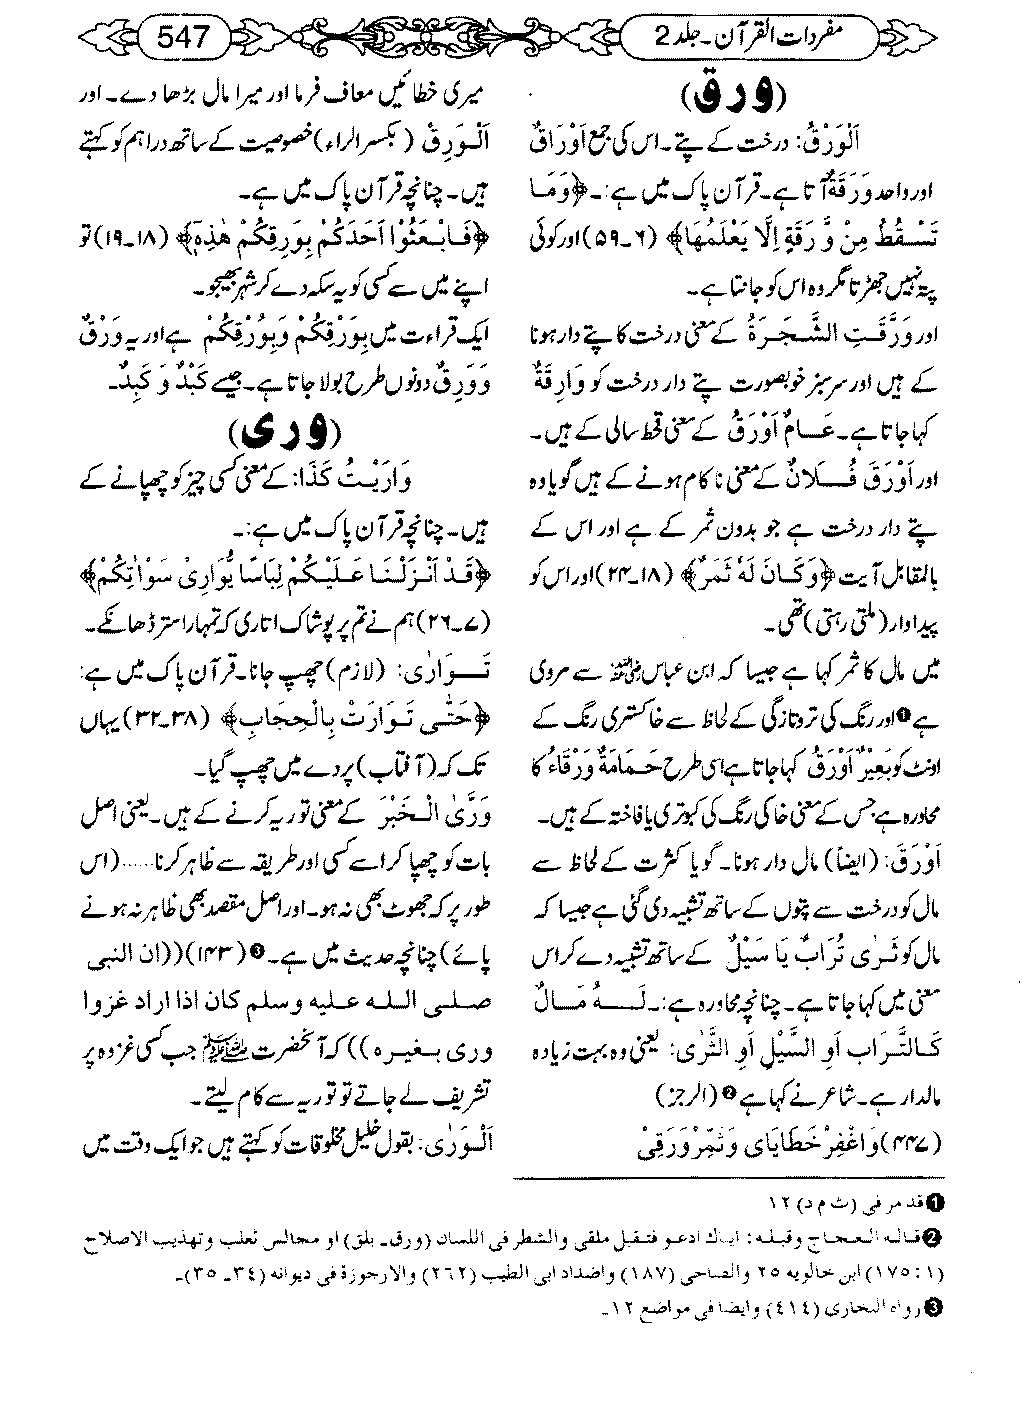 مفردات القرآن۔ جلد 2
547
(ورق)
اَلْوَرْقُ: درخت کے پتے۔ اس کی جمع اَوْرَاقٌ
اور واحد وَرَقَةٌ آتا ہے۔ قرآن پاک میں ہے:۔ ﴿وَمَا
تَسْقُطُ مِنْ وَّرَقَةٍ اِلَّا يَعْلَمُهَا﴾ (۶۔۵۹) اور کوئی
پتہ نہیں جھڑتا مگر وہ اس کو جانتا ہے۔
اور وَرَّقَتِ الشَّجَرَةُ کے معنی درخت کا پتے دار ہونا
کے ہیں اور سرسبز خوبصورت پتے دار درخت کو وَارِقَةٌ
کہا جاتا ہے۔ عَامٌ اَوْرَقُ کے معنی قحط سالی کے ہیں۔
اور اَوْرَقَ فُلَانٌ کے معنی ناکام ہونے کے ہیں گویا وہ
پتے دار درخت ہے جو بدون ثمر کے ہے اور اس کے
بالقابل آیت ﴿وَكَانَ لَهُ ثَمَرٌ﴾ (۱۸۔۳۴) اور اس کو
پیداوار (ملتی رہتی) تھی۔
میں مال کا ثمر کہا ہے جیسا کہ ابن عباس رضی اللہ عنہ سے مروی
ہے ❶ اور رنگ کی تروتازگی کے لحاظ سے خاکستری رنگ کے
اونٹ کو بَعِیْرٌ اَوْرَقُ کہا جاتا ہے اسی طرح حَمَامَةٌ وَرْقَاءُ کا
محاورہ ہے جس کے معنی خاکی رنگ کی کبوتری یا فاختہ کے ہیں۔
اَوْرَقَ: (ایضاً) مال دار ہونا۔ گویا کثرت کے لحاظ سے
مال کو درخت سے پتوں کے ساتھ تشبیہ دی گئی ہے جیسا کہ
مال کو ثَرٰی تُرَابٌ یا سَیْلٌ کے ساتھ تشبیہ دے کر اس
معنی میں کہا جاتا ہے۔ چنانچہ محاورہ ہے:۔ لَهُ مَالٌ
كَالتُّرَابِ اَوِ السَّيْلِ اَوِ الثَّرٰى: یعنی وہ بہت زیادہ
مالدار ہے۔ شاعر نے کہا ہے ❷ (الرجز)
(۴۴۷) وَاغْفِرْ خَطَايَاىَ وَثَمِّرْ وَرَقِيْ
میری خطائیں معاف فرما اور میرا مال بڑھا دے۔ اور
اَلْوَرِقُ (بکسر الراء) خصوصیت کے ساتھ دراہم کو کہتے
ہیں۔ چنانچہ قرآن پاک میں ہے۔
﴿فَابْعَثُوْا اَحَدَكُمْ بِوَرِقِكُمْ هٰذِهٖ﴾ (۱۸۔۱۹) تو
اپنے میں سے کسی کو یہ سکہ دے کر شہر بھیجو۔
ایک قراءت میں بِوَرْقِكُمْ وَبِوُرْقِكُمْ ہے اور یہ وَرْقٌ
وَوَرِقٌ دونوں طرح بولا جاتا ہے۔ جیسے كَبْدٌ وَ كَبِدٌ۔
(وری)
وَارَيْتُ كَذَا: کے معنی کسی چیز کو چھپانے کے
ہیں۔ چنانچہ قرآن پاک میں ہے:۔
﴿قَدْ اَنْزَلْنَا عَلَيْكُمْ لِبَاسًا يُّوَارِىْ سَوْاٰتِكُمْ﴾
(۷۔۲۶) ہم نے تم پر پوشاک اتاری کہ تمہارا ستر ڈھانکے۔
تَوَارٰى: (لازم) چھپ جانا۔ قرآن پاک میں ہے:
﴿حَتّٰى تَوَارَتْ بِالْحِجَابِ﴾ (۳۸۔۳۲) یہاں
تک کہ (آفتاب) پردے میں چھپ گیا۔
وَرَّى الْخَبْرَ کے معنی توریہ کرنے کے ہیں۔ یعنی اصل
بات کو چھپا کر اسے کسی اور طریقہ سے ظاہر کرنا..... (اس
طور پر کہ جھوٹ بھی نہ ہو۔ اور اصل مقصد بھی ظاہر نہ ہونے
پائے) چنانچہ حدیث میں ہے۔ ❸ (۱۴۳) ((ان النبی
صلی اللہ علیہ وسلم کان اذا اراد غزوا
وری بغیرہ)) کہ آنحضرت ﷺ جب کسی غزوہ پر
تشریف لے جاتے تو توریہ سے کام لیتے۔
اَلْوَرٰى: بقول خلیل مخلوقات کو کہتے ہیں جو ایک وقت میں
❶ قد مر فی (ث م د) ۱۲
❷ قالہ العجاج وقبلہ: ایاك ادعو فتقبل ملقی والشطر فی اللسان (ورق۔ بلق) او مجالس ثعلب وتھذیب الاصلاح
(۱:۱۷۵) ابن خالویہ ۲۵ والصاحی (۱۸۷) واضداد ابی الطیب (۲۶۲) والارجوزۃ فی دیوانہ (۳٤۔۳۵)۔
❸ رواہ البخاری (٤١٤) وایضا فی مواضع ۱۲۔